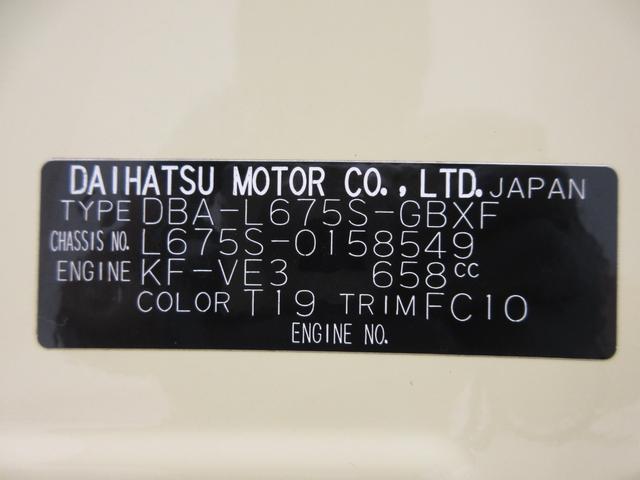 DAIHATSU MOTOR CO., LTD. JAPAN
TYPE DBA-L675S-GBXF
CHASSIS NO. L675S-0158549
ENGINE KF-VE3 658cc
COLOR T19 TRIM FC10
ENGINE NO.